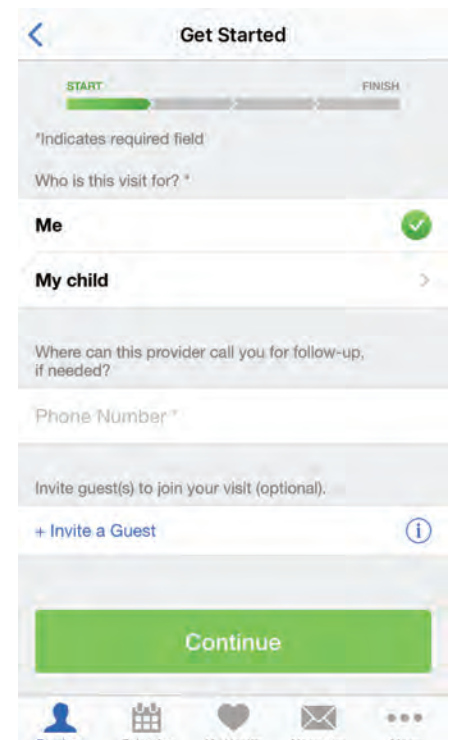 Get Started
START FINISH
*Indicates required field
Who is this visit for? *
Me
My child
Where can this provider call you for follow-up,
if needed?
Phone Number *
Invite guest(s) to join your visit (optional).
+ Invite a Guest
Continue